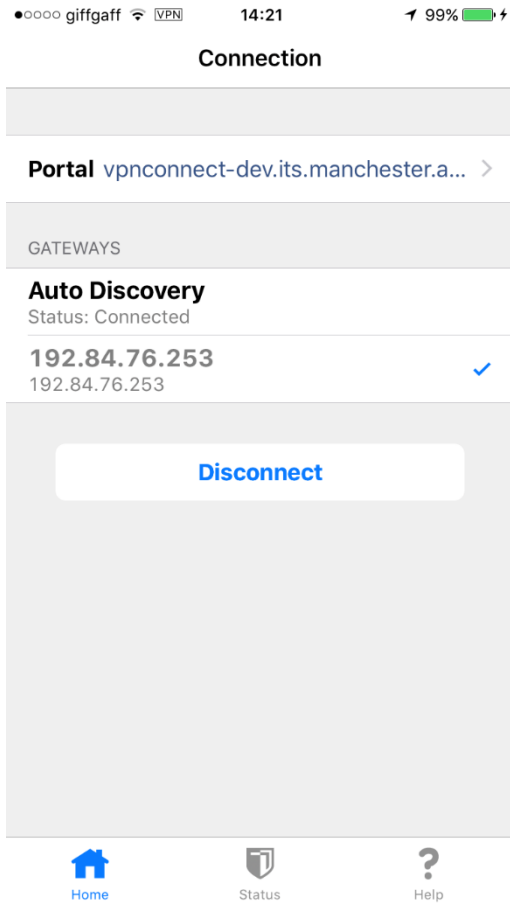 giffgaff VPN 14:21 99%
Connection
Portal vpnconnect-dev.its.manchester.a...
GATEWAYS
Auto Discovery
Status: Connected
192.84.76.253
192.84.76.253
Disconnect
Home Status Help